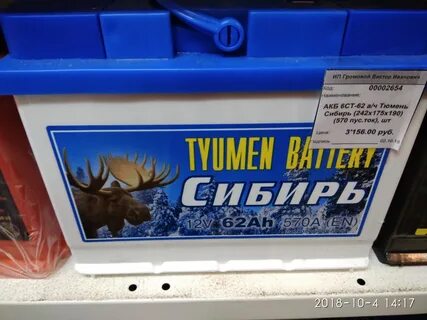 ИП Громовой Виктор Иванович
Код: 00002654
Наименование:
АКБ 6СТ-62 а/ч Тюмень
Сибирь (242х175х190)
(570 пус.ток), шт
Цена: 3'156.00 руб.
TYUMEN BATTERY
СИБИРЬ
12V 62Ah 570A (EN)
2018-10-4 14:17